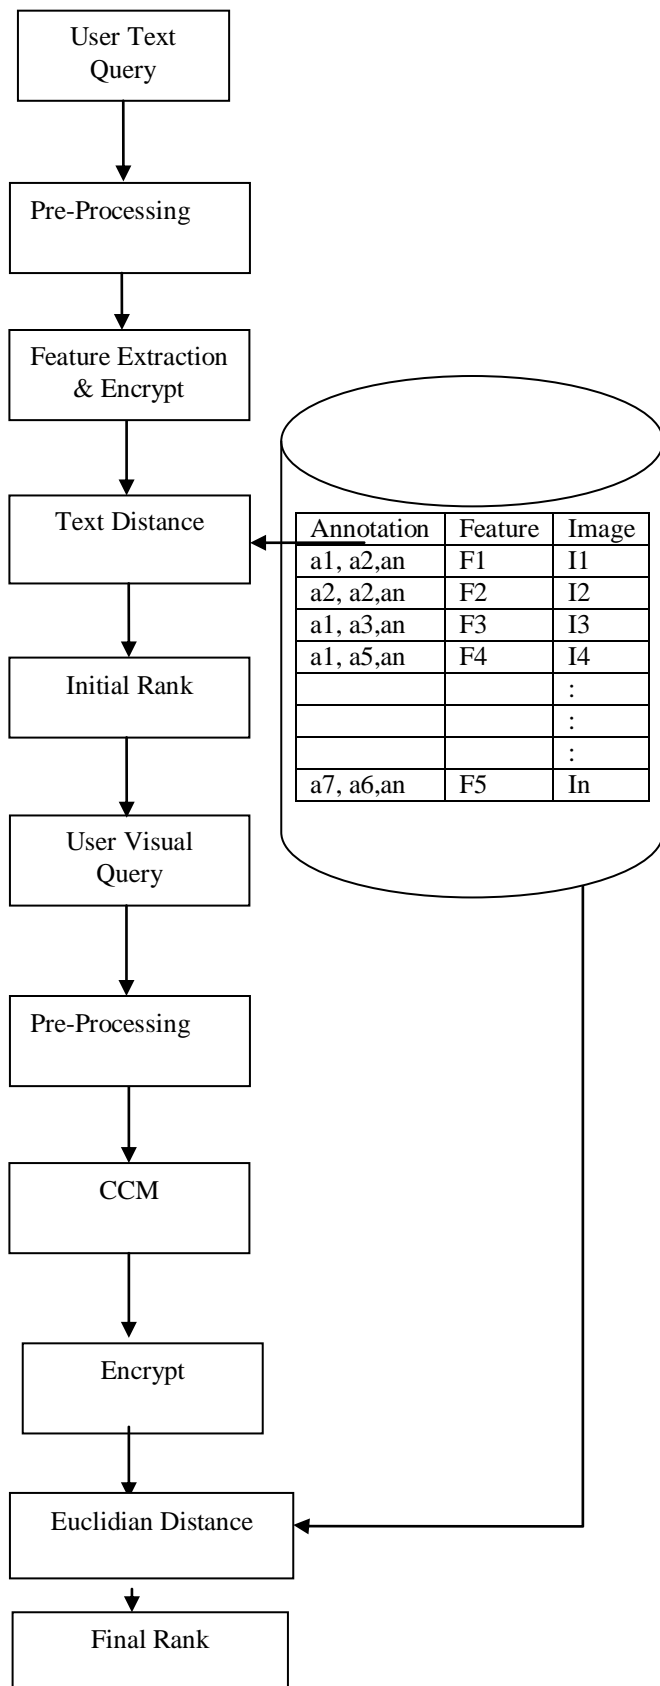 User Text
Query
Pre-Processing
Feature Extraction
& Encrypt
Text Distance
Annotation Feature Image
a1, a2,an F1 I1
a2, a2,an F2 I2
a1, a3,an F3 I3
a1, a5,an F4 I4
:
:
:
a7, a6,an F5 In
Initial Rank
User Visual
Query
Pre-Processing
CCM
Encrypt
Euclidian Distance
Final Rank